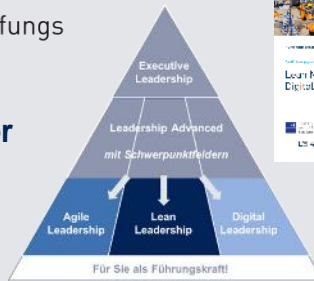 fungs
Executive
Leadership
Leadership Advanced
mit Schwerpunktfeldern
r
Agile
Leadership
Lean
Leadership
Digital
Leadership
Für Sie als Führungskraft!
Lean
Digital